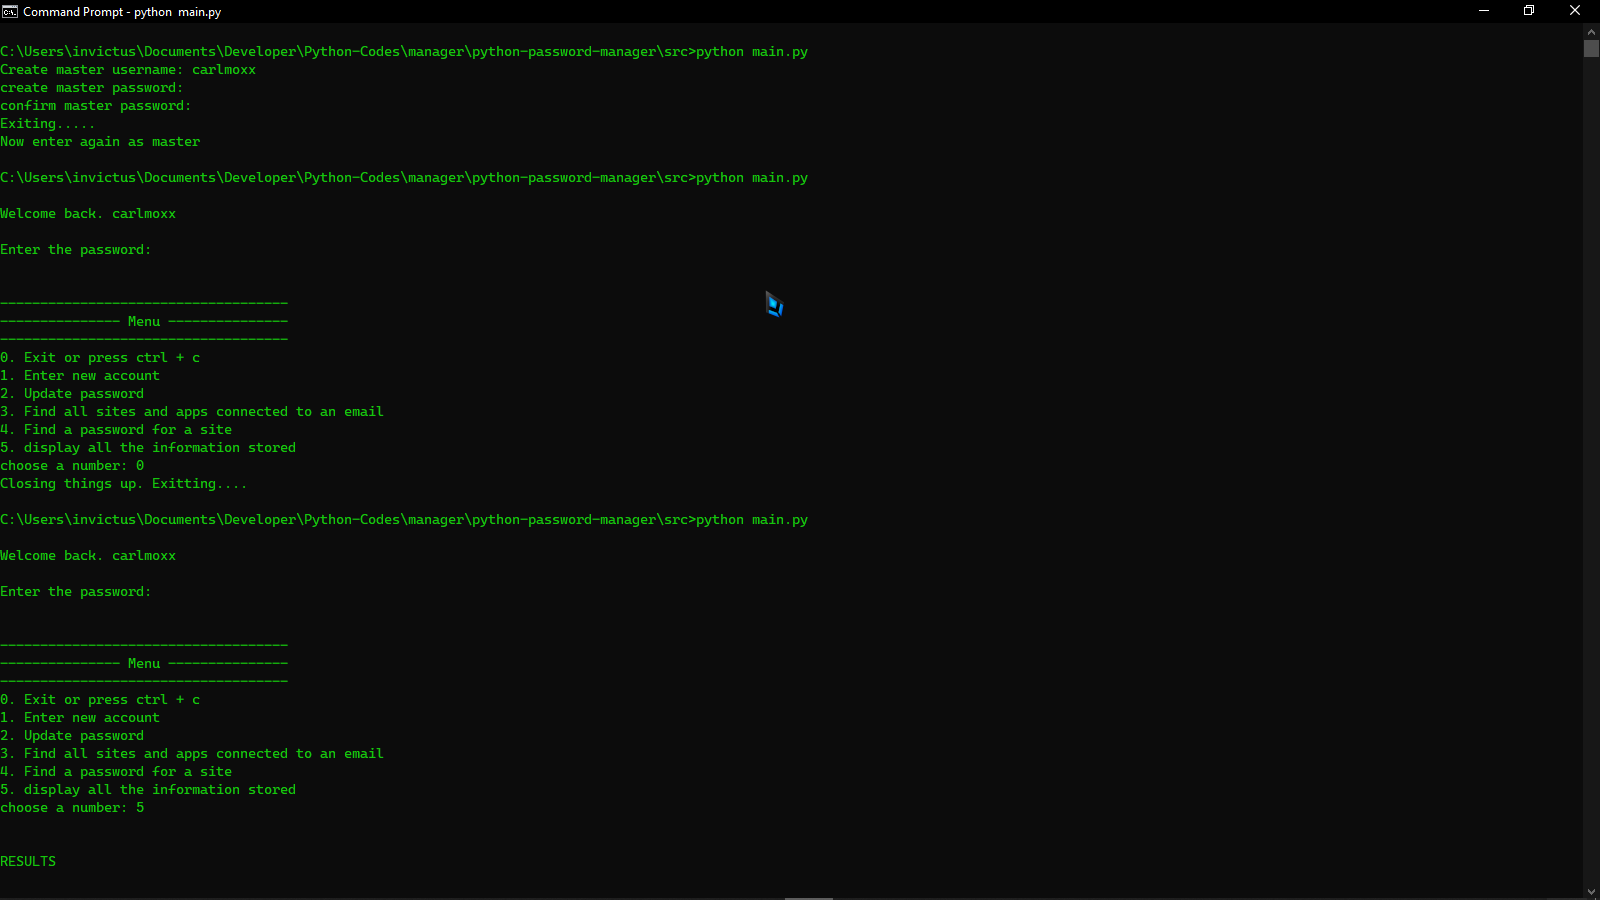 Command Prompt - python  main.py
C:\Users\invictus\Documents\Developer\Python-Codes\manager\python-password-manager\src>python main.py
Create master username: carlmoxx
create master password:
confirm master password:
Exiting.....
Now enter again as master
C:\Users\invictus\Documents\Developer\Python-Codes\manager\python-password-manager\src>python main.py
Welcome back. carlmoxx
Enter the password:
------------------------------------
--------------- Menu ---------------
------------------------------------
0. Exit or press ctrl + c
1. Enter new account
2. Update password
3. Find all sites and apps connected to an email
4. Find a password for a site
5. display all the information stored
choose a number: 0
Closing things up. Exitting....
C:\Users\invictus\Documents\Developer\Python-Codes\manager\python-password-manager\src>python main.py
Welcome back. carlmoxx
Enter the password:
------------------------------------
--------------- Menu ---------------
------------------------------------
0. Exit or press ctrl + c
1. Enter new account
2. Update password
3. Find all sites and apps connected to an email
4. Find a password for a site
5. display all the information stored
choose a number: 5
RESULTS